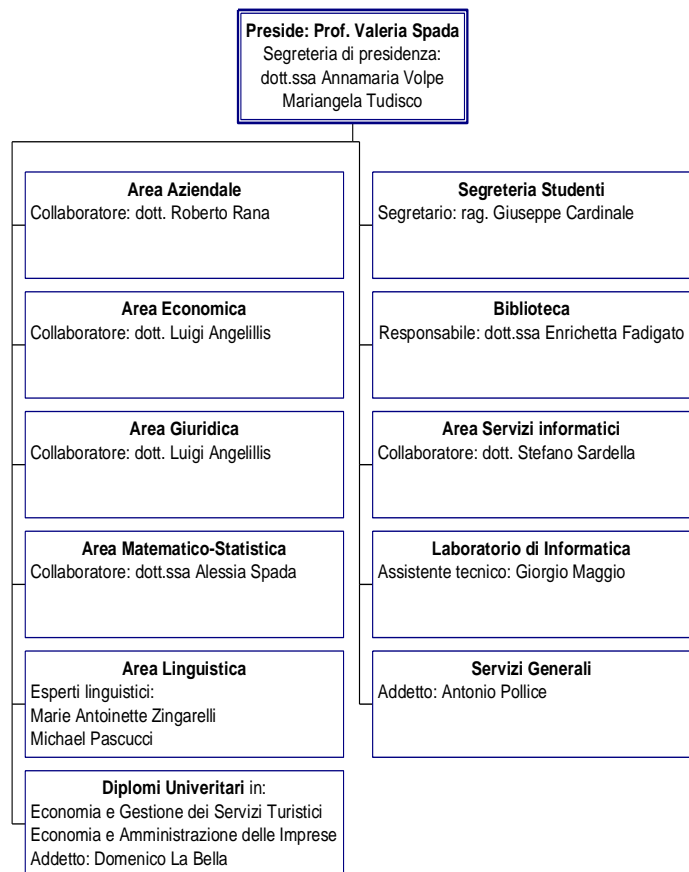 Preside: Prof. Valeria Spada
Segreteria di presidenza:
dott.ssa Annamaria Volpe
Mariangela Tudisco
Area Aziendale
Collaboratore: dott. Roberto Rana
Area Economica
Collaboratore: dott. Luigi Angelillis
Area Giuridica
Collaboratore: dott. Luigi Angelillis
Area Matematico-Statistica
Collaboratore: dott.ssa Alessia Spada
Area Linguistica
Esperti linguistici:
Marie Antoinette Zingarelli
Michael Pascucci
Diplomi Univeritari in:
Economia e Gestione dei Servizi Turistici
Economia e Amministrazione delle Imprese
Addetto: Domenico La Bella
Segreteria Studenti
Segretario: rag. Giuseppe Cardinale
Biblioteca
Responsabile: dott.ssa Enrichetta Fadigato
Area Servizi informatici
Collaboratore: dott. Stefano Sardella
Laboratorio di Informatica
Assistente tecnico: Giorgio Maggio
Servizi Generali
Addetto: Antonio Pollice